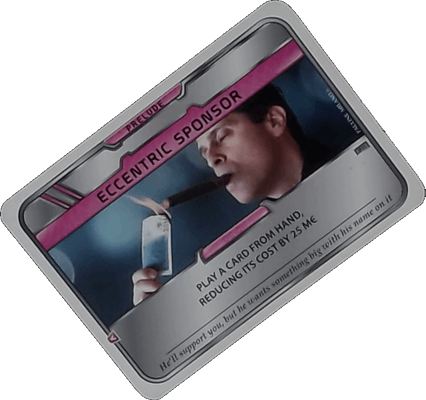 PRELUDE
ECCENTRIC SPONSOR
PLAY A CARD FROM HAND,
REDUCING ITS COST BY 25 M€
He'll support you, but he wants something big with his name on it